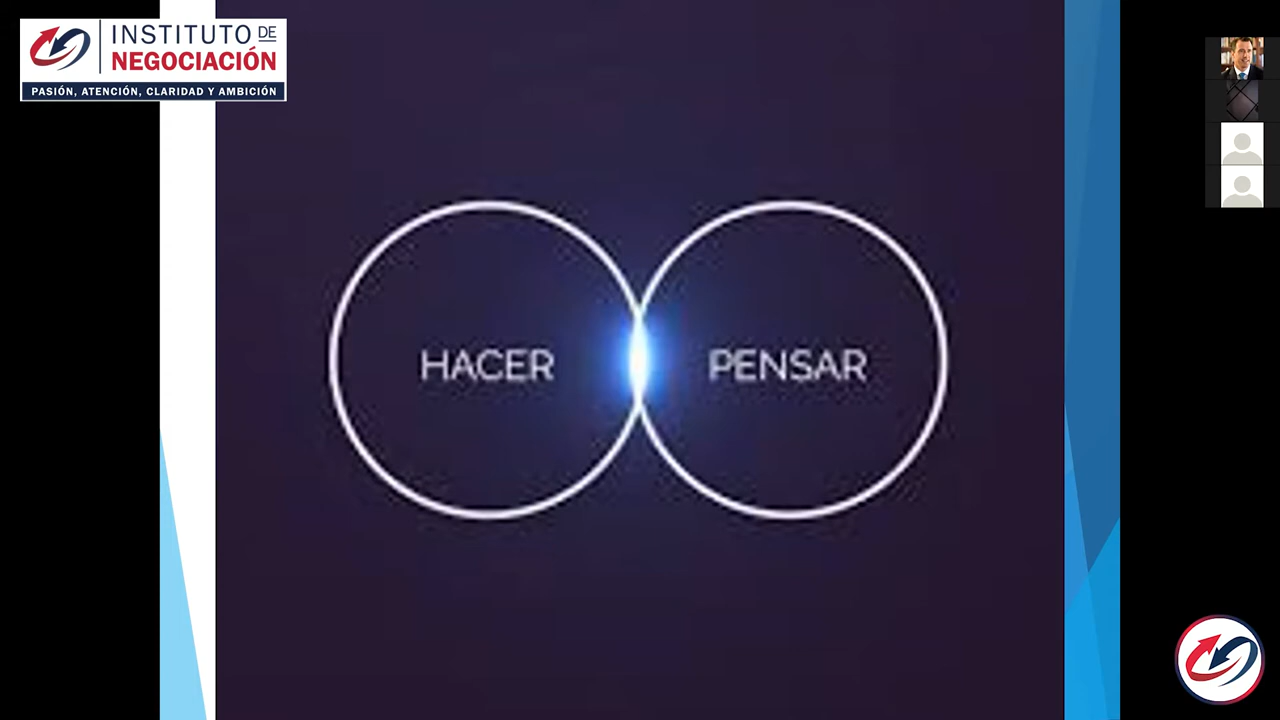 INSTITUTO DE
NEGOCIACIÓN
PASIÓN, ATENCIÓN, CLARIDAD Y AMBICIÓN
HACER
PENSAR